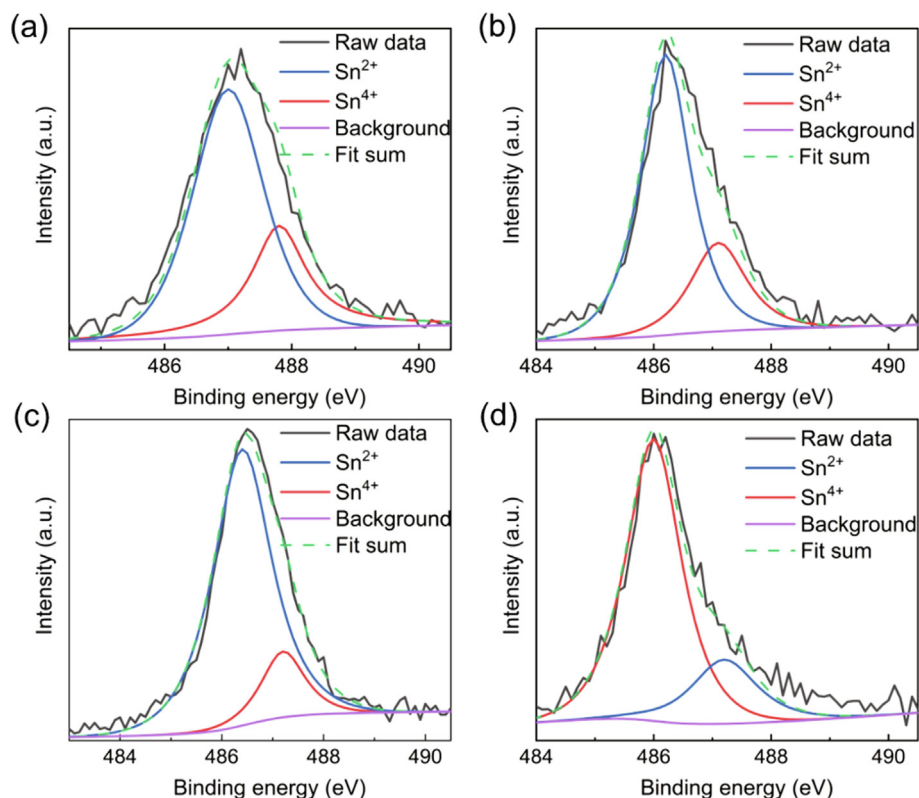 (a)
Raw data
Sn²⁺
Sn⁴⁺
Background
Fit sum
Intensity (a.u.)
486 488 490
Binding energy (eV)
(b)
Raw data
Sn²⁺
Sn⁴⁺
Background
Fit sum
Intensity (a.u.)
484 486 488 490
Binding energy (eV)
(c)
Raw data
Sn²⁺
Sn⁴⁺
Background
Fit sum
Intensity (a.u.)
484 486 488 490
Binding energy (eV)
(d)
Raw data
Sn²⁺
Sn⁴⁺
Background
Fit sum
Intensity (a.u.)
484 486 488 490
Binding energy (eV)